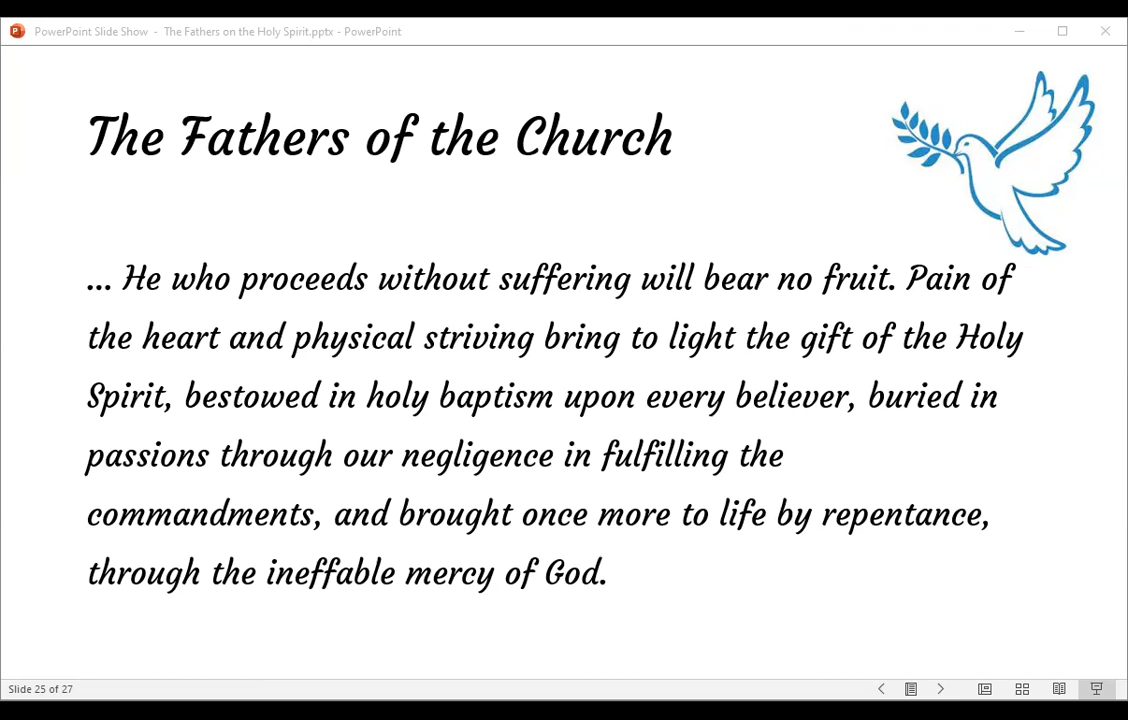 PowerPoint Slide Show - The Fathers on the Holy Spirit.pptx - PowerPoint
The Fathers of the Church
... He who proceeds without suffering will bear no fruit. Pain of
the heart and physical striving bring to light the gift of the Holy
Spirit, bestowed in holy baptism upon every believer, buried in
passions through our negligence in fulfilling the
commandments, and brought once more to life by repentance,
through the ineffable mercy of God.
Slide 25 of 27